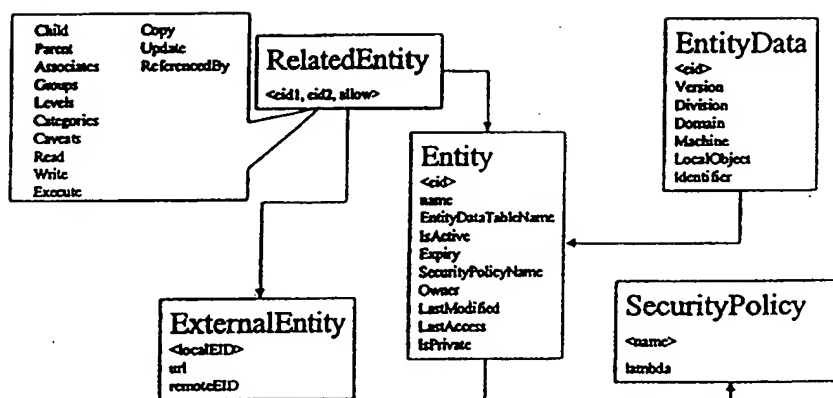 Child
Parent
Associates
Groups
Levels
Categories
Caveats
Read
Write
Execute
Copy
Update
ReferencedBy
RelatedEntity
<eid1, eid2, allow>
EntityData
<eid>
Version
Division
Domain
Machine
LocalObject
Identifier
Entity
<eid>
name
EntityDataTableName
IsActive
Expiry
SecurityPolicyName
Owner
LastModified
LastAccess
IsPrivate
ExternalEntity
<localEID>
url
remoteEID
SecurityPolicy
<name>
lambda